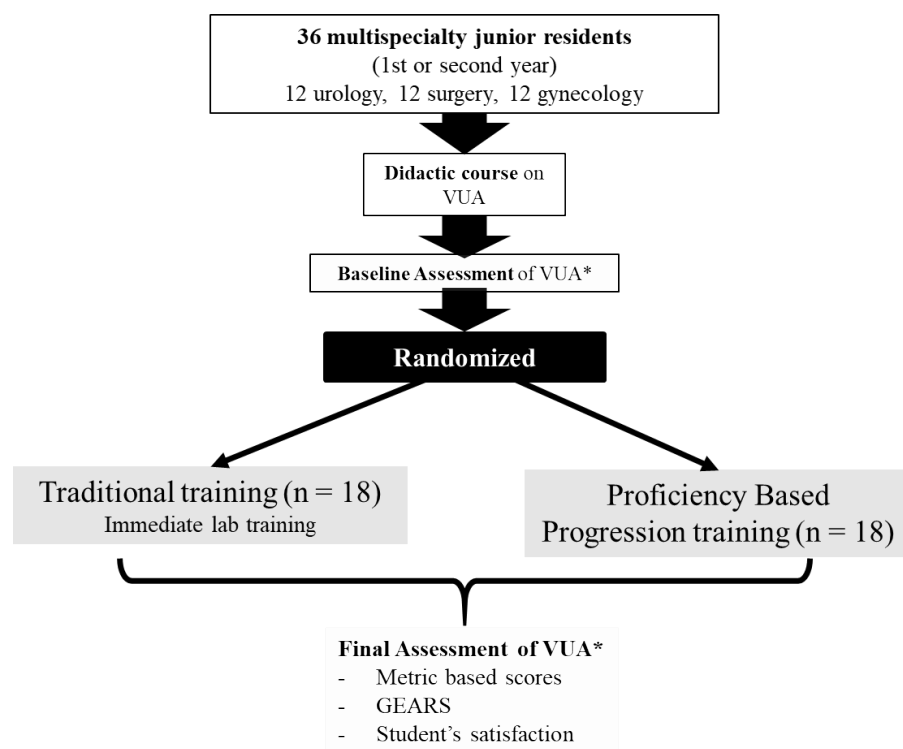 36 multispecialty junior residents
(1st or second year)
12 urology, 12 surgery, 12 gynecology
Didactic course on
VUA
Baseline Assessment of VUA*
Randomized
Traditional training (n = 18)
Immediate lab training
Proficiency Based
Progression training (n = 18)
Final Assessment of VUA*
- Metric based scores
- GEARS
- Student's satisfaction